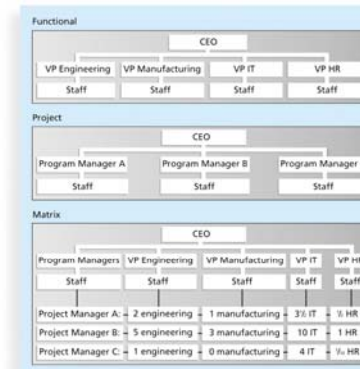 Functional
CEO
VP Engineering VP Manufacturing VP IT VP HR
Staff Staff Staff Staff
Project
CEO
Program Manager A Program Manager B Program Manager
Staff Staff Staff
Matrix
CEO
Program Managers VP Engineering VP Manufacturing VP IT VP HR
Staff Staff Staff Staff Staff
Project Manager A: 2 engineering 1 manufacturing IT HR
Project Manager B: 5 engineering 3 manufacturing 10 IT 1 HR
Project Manager C: 1 engineering 0 manufacturing 4 IT HR